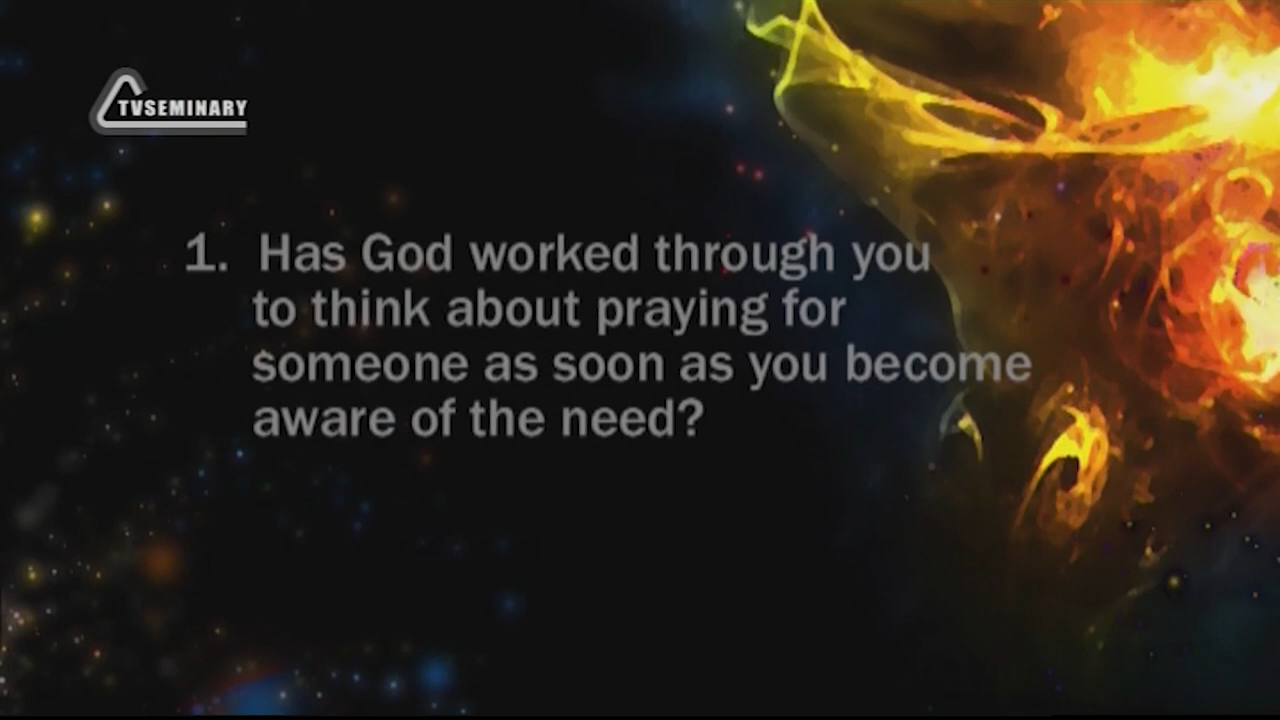 TVSEMINARY
1. Has God worked through you
to think about praying for
someone as soon as you become
aware of the need?